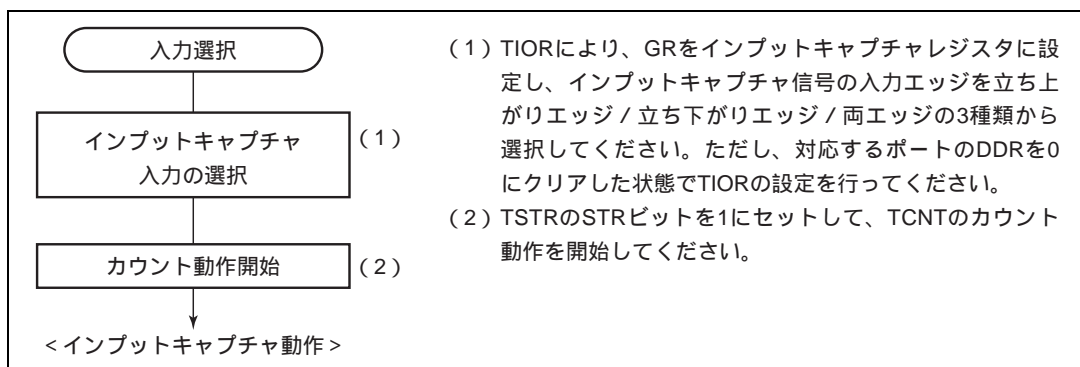 入力選択
インプットキャプチャ
入力の選択
(1)
カウント動作開始
(2)
<インプットキャプチャ動作>
(1)TIORにより、GRをインプットキャプチャレジスタに設
定し、インプットキャプチャ信号の入力エッジを立ち上
がりエッジ/立ち下がりエッジ/両エッジの3種類から
選択してください。ただし、対応するポートのDDRを0
にクリアした状態でTIORの設定を行ってください。
(2)TSTRのSTRビットを1にセットして、TCNTのカウント
動作を開始してください。